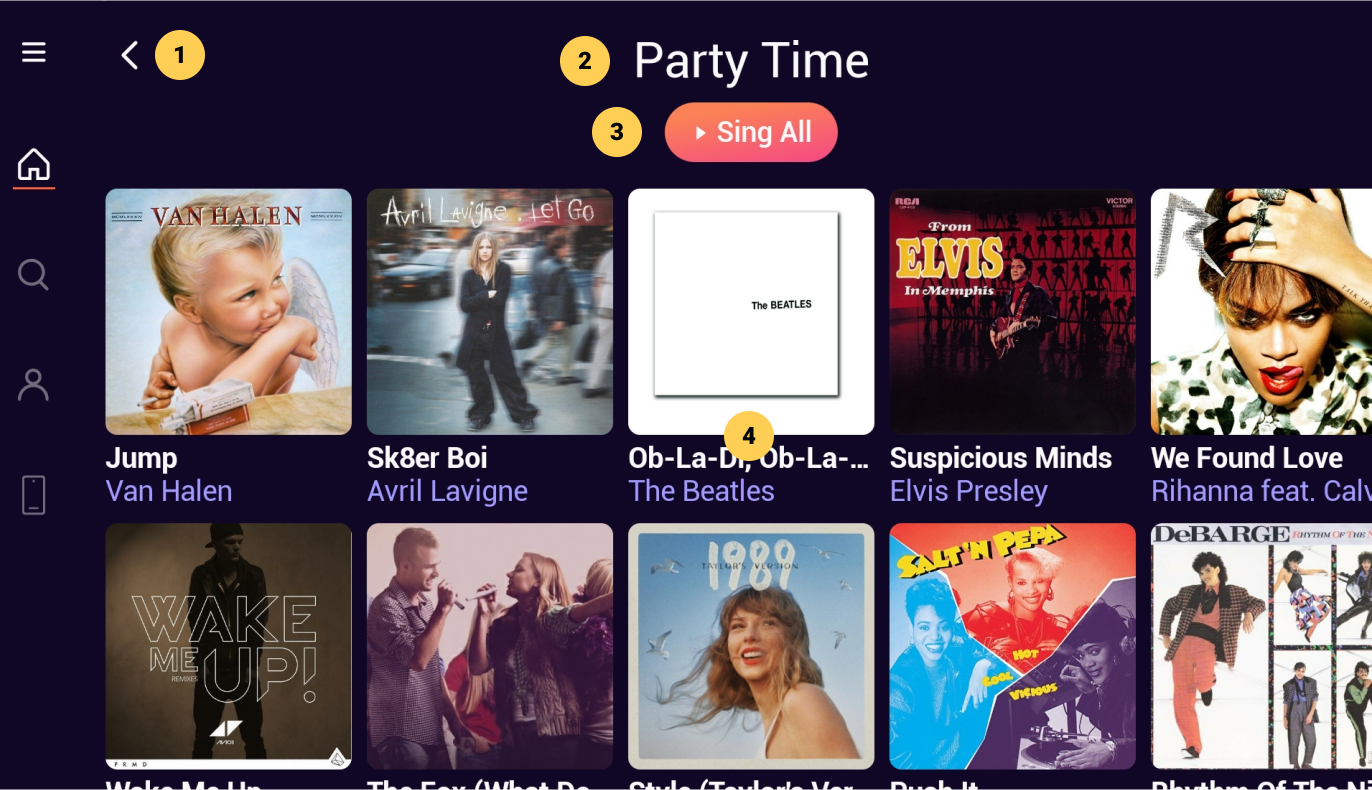 1
2 Party Time
3 Sing All
MCMLXXXIV VAN HALEN MCMLXXXIV
Avril Lavigne . Let Go
The BEATLES
RCA
VICTOR
From
ELVIS
In Memphis
R
4
Jump
Van Halen
Sk8er Boi
Avril Lavigne
Ob-La-Di, Ob-La-...
The Beatles
Suspicious Minds
Elvis Presley
We Found Love
Rihanna feat. Calv
WAKE
ME UP!
REMIXES
AVICII
PRMD
1989
TAYLOR'S VERSION
SALT 'N PEPA
HOT
COOL
VICIOUS
DeBARGE RHYTHM OF THE N
Wake Me Up
The Fox (What Do
Style (Taylor's Ver
Push It
Rhythm Of The Ni